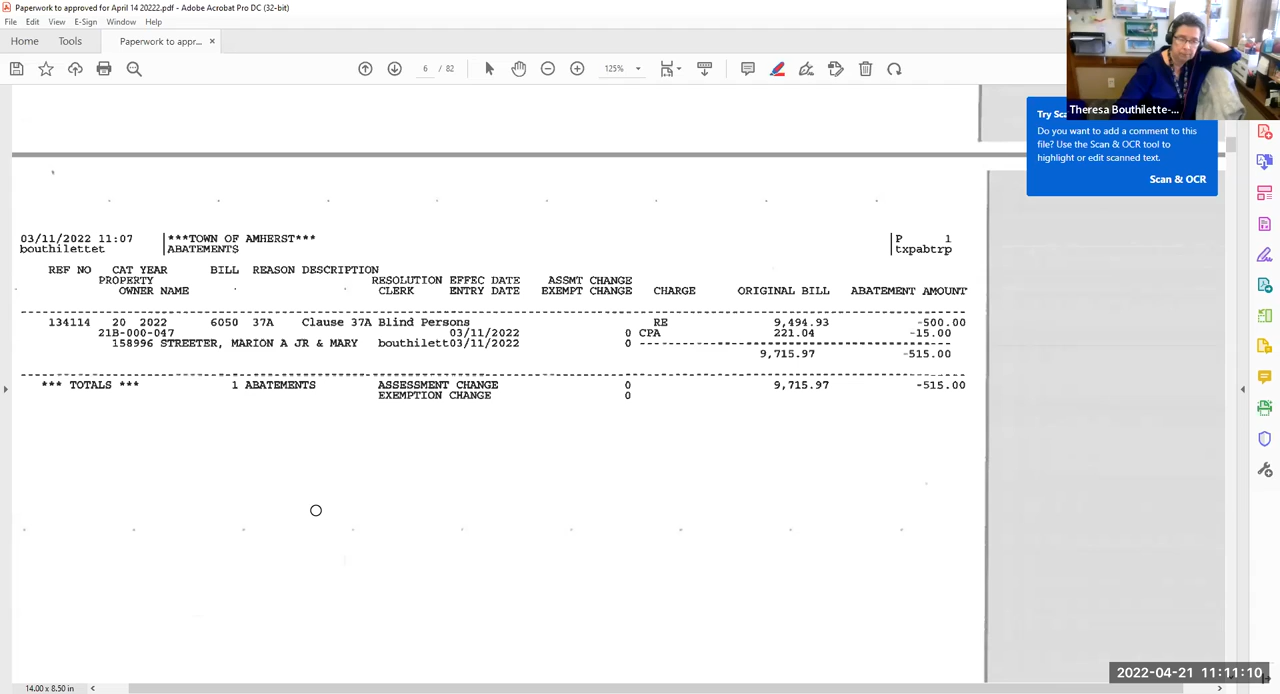 Paperwork to approved for April 14 20222.pdf - Adobe Acrobat Pro DC (32-bit)
File Edit View E-Sign Window Help
Home Tools Paperwork to appr... ×
6 / 82 125%
Theresa Bouthilette-...
Try Sca
Do you want to add a comment to this
file? Use the Scan & OCR tool to
highlight or edit scanned text.
Scan & OCR
03/11/2022 11:07 ***TOWN OF AMHERST*** P 1
bouthilettet ABATEMENTS txpabtrp
REF NO CAT YEAR BILL REASON DESCRIPTION
PROPERTY RESOLUTION EFFEC DATE ASSMT CHANGE
OWNER NAME CLERK ENTRY DATE EXEMPT CHANGE CHARGE ORIGINAL BILL ABATEMENT AMOUNT
134114 20 2022 6050 37A Clause 37A Blind Persons RE 9,494.93 -500.00
21B-000-047 03/11/2022 0 CPA 221.04 -15.00
158996 STREETER, MARION A JR & MARY bouthilett03/11/2022 0
9,715.97 -515.00
*** TOTALS *** 1 ABATEMENTS ASSESSMENT CHANGE 0 9,715.97 -515.00
EXEMPTION CHANGE 0
14.00 x 8.50 in
2022-04-21 11:11:10